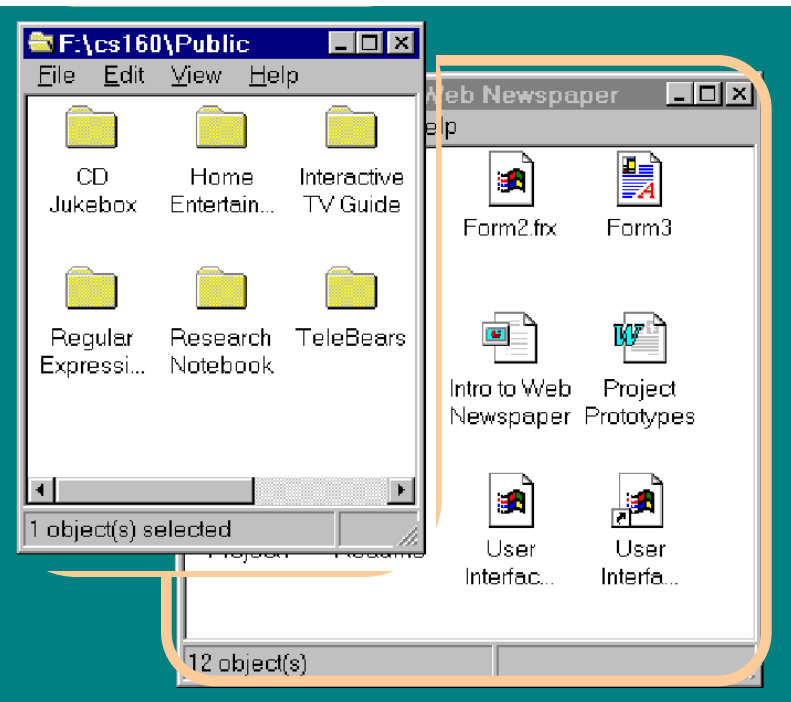 F:\cs160\Public
File Edit View Help
CD
Jukebox
Home
Entertain...
Interactive
TV Guide
Regular
Expressi...
Research
Notebook
TeleBears
1 object(s) selected
Web Newspaper
elp
Form2.frx
Form3
Intro to Web
Newspaper
Project
Prototypes
User
Interfac...
User
Interfa...
12 object(s)